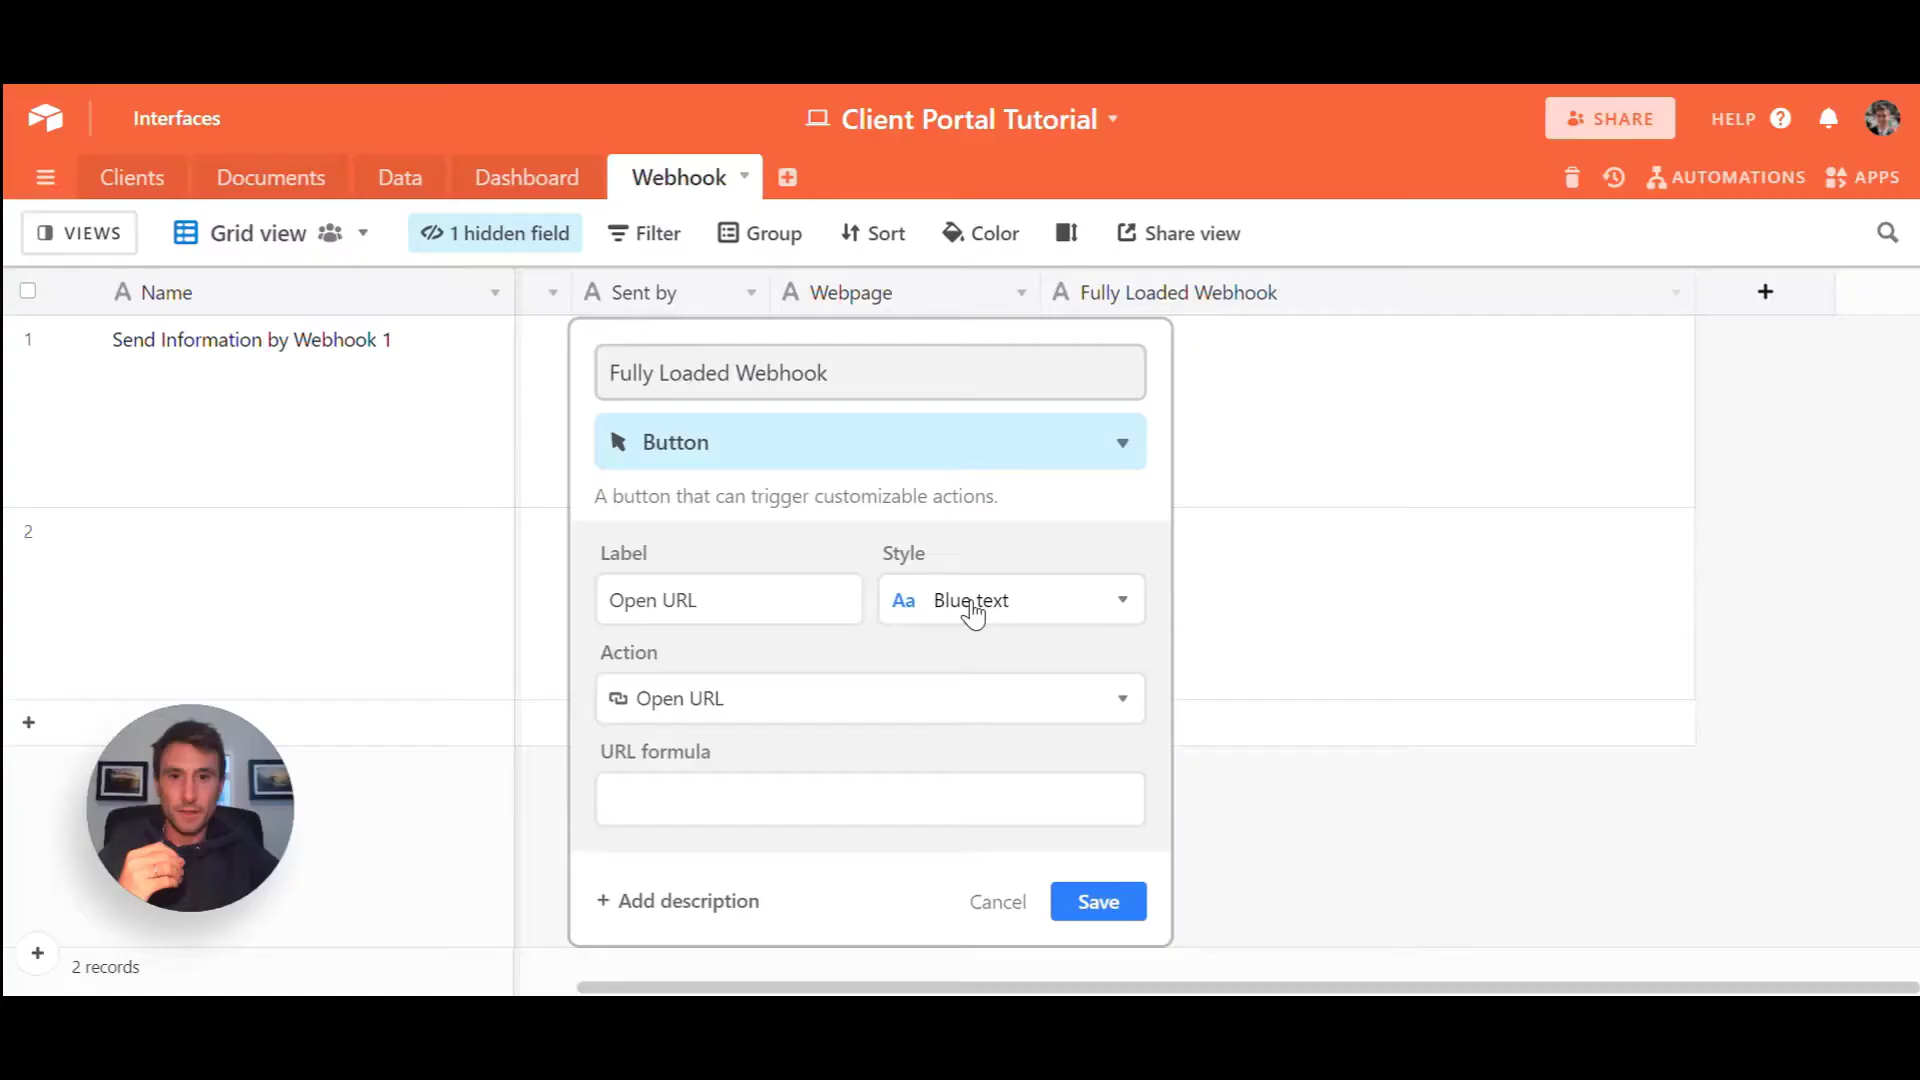 Interfaces
Client Portal Tutorial
SHARE
HELP
Clients
Documents
Data
Dashboard
Webhook
AUTOMATIONS
APPS
VIEWS
Grid view
1 hidden field
Filter
Group
Sort
Color
Share view
Name
Sent by
Webpage
Fully Loaded Webhook
1
Send Information by Webhook 1
2
Fully Loaded Webhook
Button
A button that can trigger customizable actions.
Label
Style
Open URL
Aa Blue text
Action
Open URL
URL formula
+ Add description
Cancel
Save
2 records